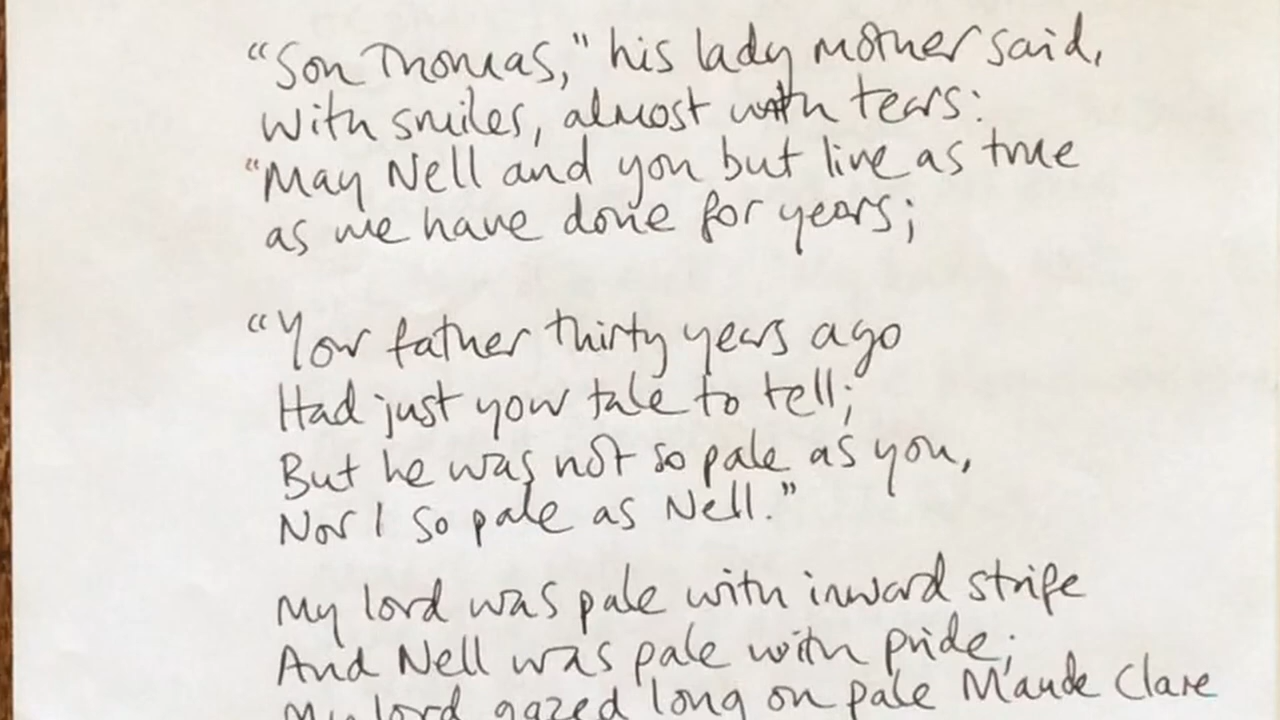 "Son Thomas," his lady mother said,
With smiles, almost with tears:
"May Nell and you but live as true
as we have done for years;
"Your father thirty years ago
Had just your tale to tell;
But he was not so pale as you,
Nor I so pale as Nell."
My lord was pale with inward strife
And Nell was pale with pride;
My lord gazed long on pale Maude Clare